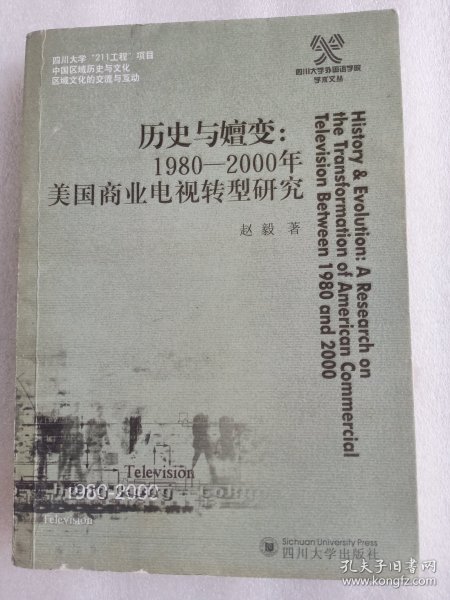 四川大学“211工程”项目
中国区域历史与文化
区域文化的交流与互动
四川大学外国语学院
学术文丛
历史与嬗变：
1980—2000年
美国商业电视转型研究
赵毅 著
History & Evolution: A Research on
the Transformation of American Commercial
Television Between 1980 and 2000
Television
1980-2000
Television
Sichuan University Press
四川大学出版社
孔夫子旧书网
www.kongfz.com